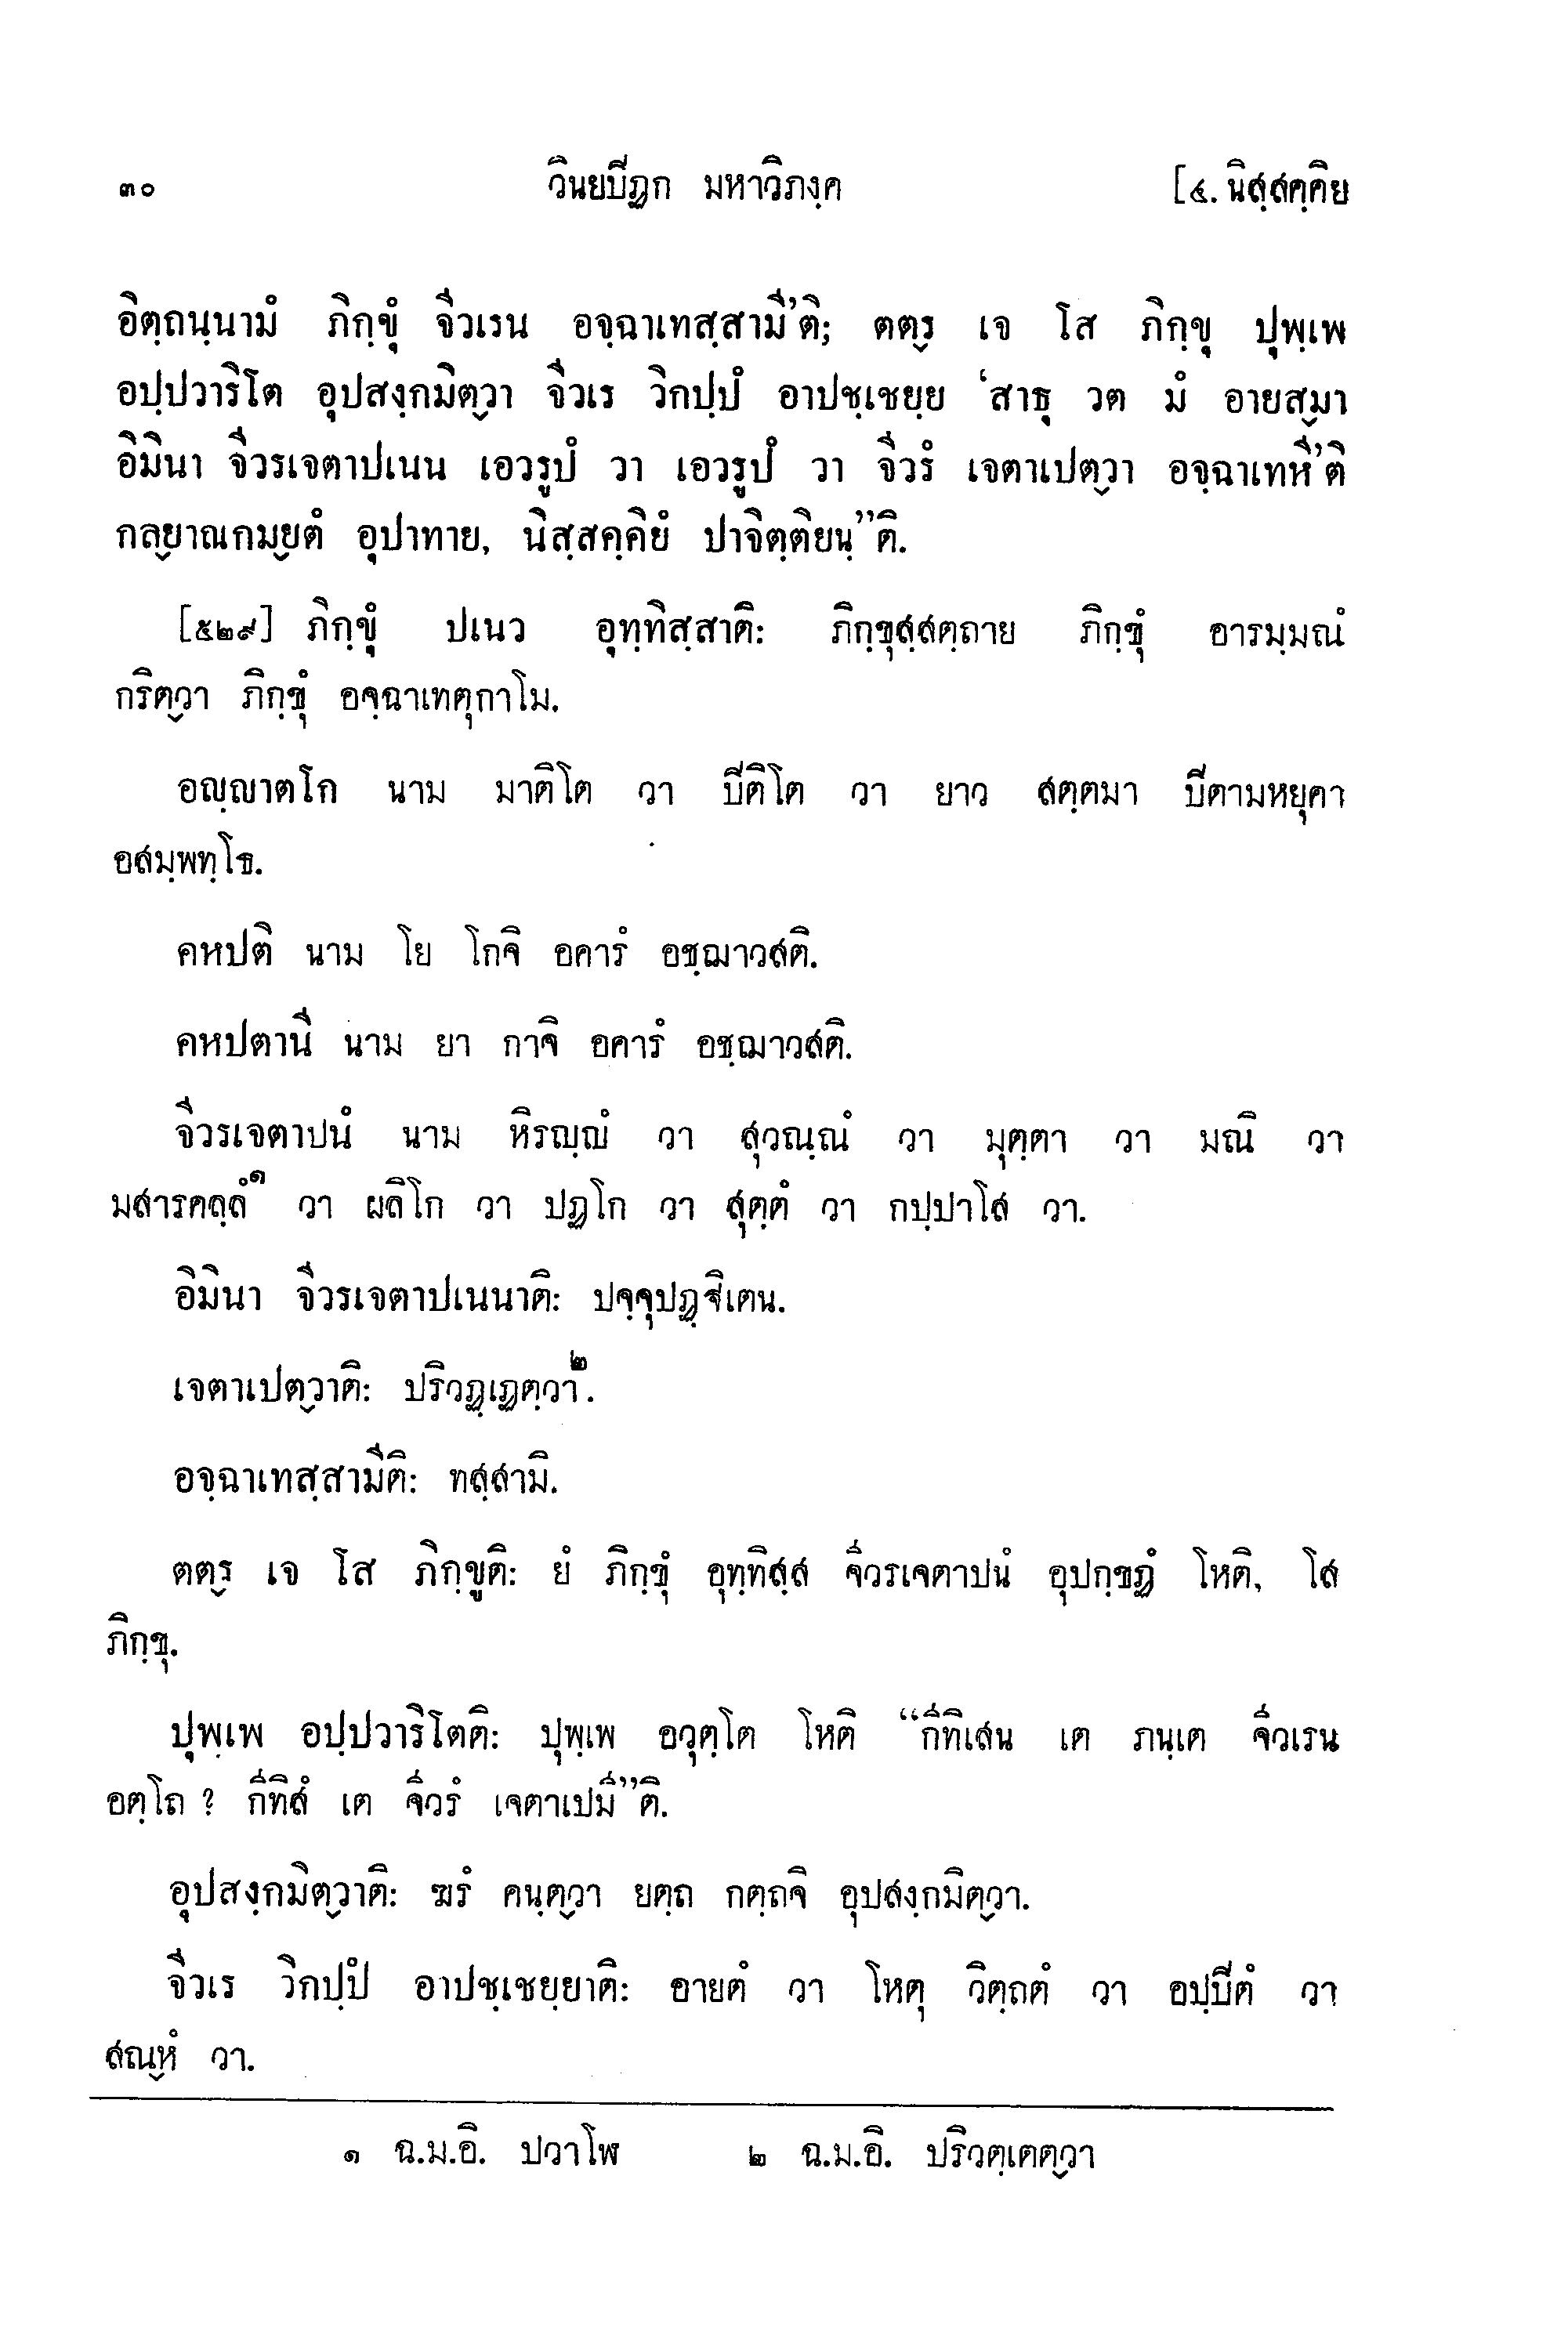 ๓๐ วินยปิฏก มหาวิภงฺค [๔. นิสฺสคฺคิย
อิตฺถนฺนามํ ภิกฺขุํ จีวเรน อจฺฉาเทสฺสามี’ติ; ตตฺร เจ โส ภิกฺขุ ปุพฺเพ
อปฺปวาริโต อุปสงฺกมิตฺวา จีวเร วิกปฺปํ อาปชฺเชยฺย ‘สาธุ วต มํ อายสฺมา
อิมินา จีวรเจตาปเนน เอวรูปํ วา เอวรูปํ วา จีวรํ เจตาเปตฺวา อจฺฉาเทหี’ติ
กลฺยาณกมฺยตํ อุปาทาย, นิสฺสคฺคิยํ ปาจิตฺติยนฺ”ติ.
[๕๒๙] ภิกฺขุํ ปเนว อุทฺทิสฺสาติ: ภิกฺขุสฺสตฺถาย ภิกฺขุํ อารมฺมณํ
กริตฺวา ภิกฺขุํ อจฺฉาเทตุกาโม.
อญฺญาตโก นาม มาติโต วา ปิติโต วา ยาว สตฺตมา ปิตามหยุคา
อสมฺพทฺโธ.
คหปติ นาม โย โกจิ อคารํ อชฺฌาวสติ.
คหปตานี นาม ยา กาจิ อคารํ อชฺฌาวสติ.
จีวรเจตาปนํ นาม หิรญฺญํ วา สุวณฺณํ วา มุตฺตา วา มณิ วา
มสารคลฺลํ๑ วา ผลิโก วา ปฏโก วา สุตฺตํ วา กปฺปาโส วา.
อิมินา จีวรเจตาปเนนาติ: ปจฺจุปฏฺฐิเตน.
เจตาเปตฺวาติ: ปริวฏฺเฏตฺวา๒.
อจฺฉาเทสฺสามีติ: ทสฺสามิ.
ตตฺร เจ โส ภิกฺขูติ: ยํ ภิกฺขุํ อุทฺทิสฺส จีวรเจตาปนํ อุปกฺขฏํ โหติ, โส
ภิกฺขุ.
ปุพฺเพ อปฺปวาริโตติ: ปุพฺเพ อวุตฺโต โหติ “กีทิเสน เต ภนฺเต จีวเรน
อตฺโถ ? กีทิสํ เต จีวรํ เจตาเปมี”ติ.
อุปสงฺกมิตฺวาติ: ฆรํ คนฺตฺวา ยตฺถ กตฺถจิ อุปสงฺกมิตฺวา.
จีวเร วิกปฺปํ อาปชฺเชยฺยาติ: อายตํ วา โหตุ วิตฺถตํ วา อปฺปิตํ วา
สณฺหํ วา.
๑ ฉ.ม.อิ. ปวาโฬ ๒ ฉ.ม.อิ. ปริวตฺเตตฺวา